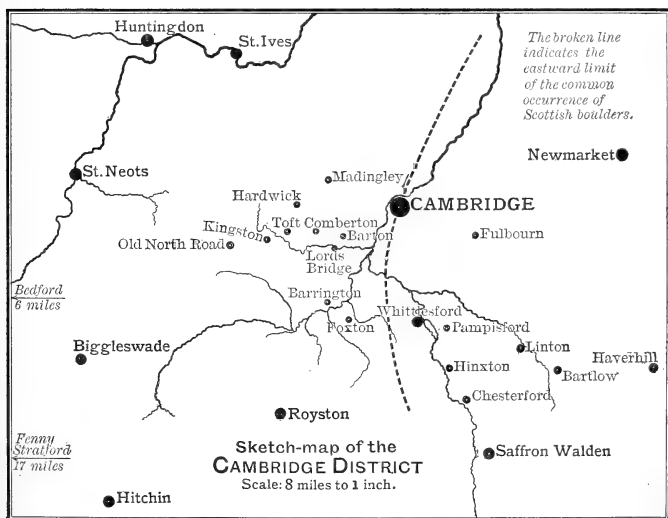 Huntingdon
St.Ives
The broken line
indicates the
eastward limit
of the common
occurrence of
Scottish boulders.
Newmarket
St.Neots
Madingley
Hardwick
CAMBRIDGE
Toft Comberton
Kingston
Barton
Fulbourn
Old North Road
Lords
Bridge
Bedford
6 miles
Barrington
Whittlesford
Foxton
Pampisford
Biggleswade
Linton
Haverhill
Hinxton
Bartlow
Chesterford
Royston
Fenny
Stratford
17 miles
Sketch-map of the
CAMBRIDGE DISTRICT
Scale: 8 miles to 1 inch.
Saffron Walden
Hitchin